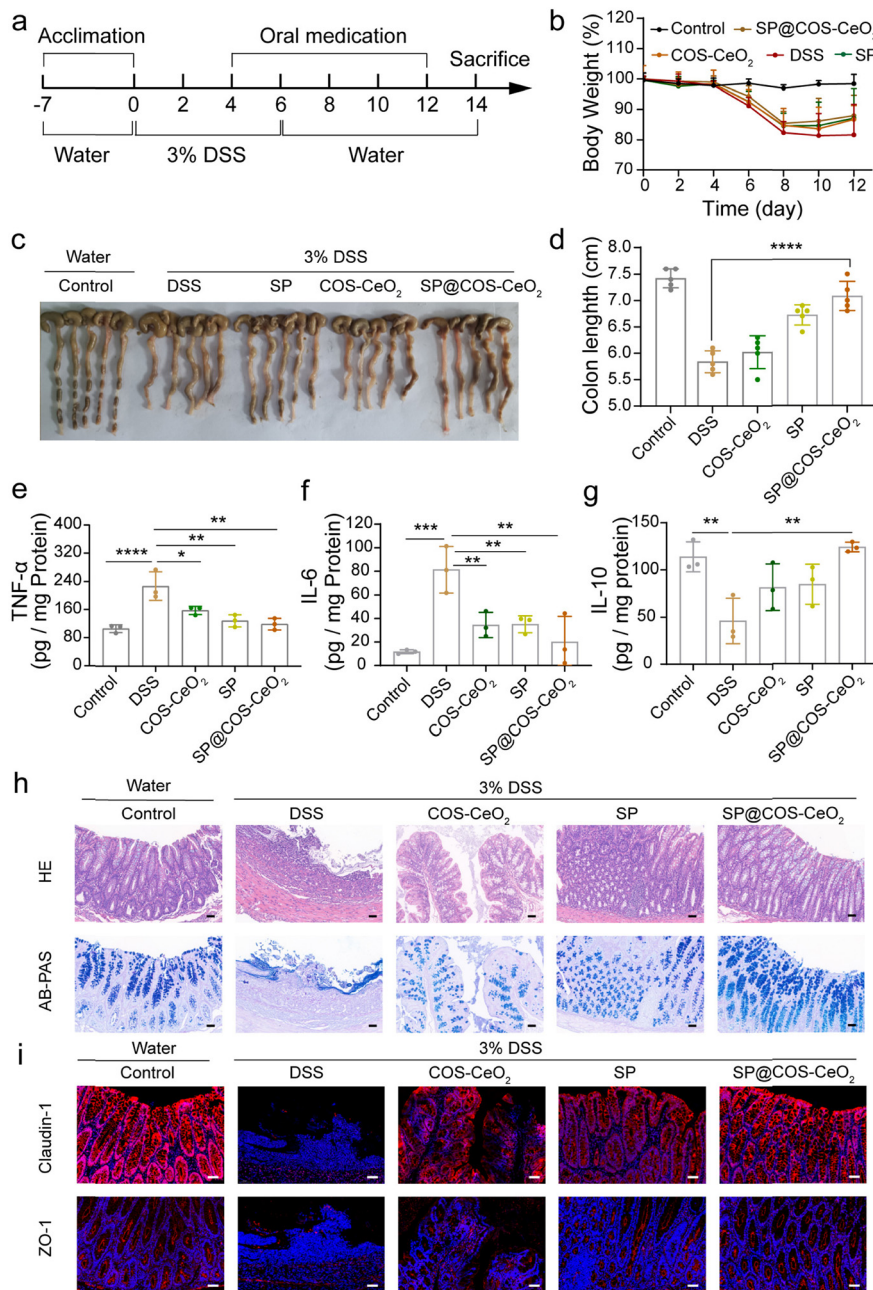 a
Acclimation
Oral medication
Sacrifice
-7 0 2 4 6 8 10 12 14
Water
3% DSS
Water
b
Control
SP@COS-CeO2
COS-CeO2
DSS
SP
Body Weight (%)
120
100
90
80
70
60
0 2 4 6 8 10 12
Time (day)
c
Water
3% DSS
Control
DSS
SP
COS-CeO2
SP@COS-CeO2
d
****
Colon lenghth (cm)
8.0
7.5
7.0
6.5
6.0
5.5
5.0
Control
DSS
COS-CeO2
SP
SP@COS-CeO2
e
**
**
****
*
TNF-α
(pg / mg Protein)
400
320
240
160
80
0
Control
DSS
COS-CeO2
SP
SP@COS-CeO2
f
***
**
**
**
IL-6
(pg / mg Protein)
120
100
80
60
40
20
0
Control
DSS
COS-CeO2
SP
SP@COS-CeO2
g
**
**
IL-10
(pg / mg protein)
150
100
50
0
Control
DSS
COS-CeO2
SP
SP@COS-CeO2
h
Water
3% DSS
Control
DSS
COS-CeO2
SP
SP@COS-CeO2
HE
AB-PAS
i
Water
3% DSS
Control
DSS
COS-CeO2
SP
SP@COS-CeO2
Claudin-1
ZO-1